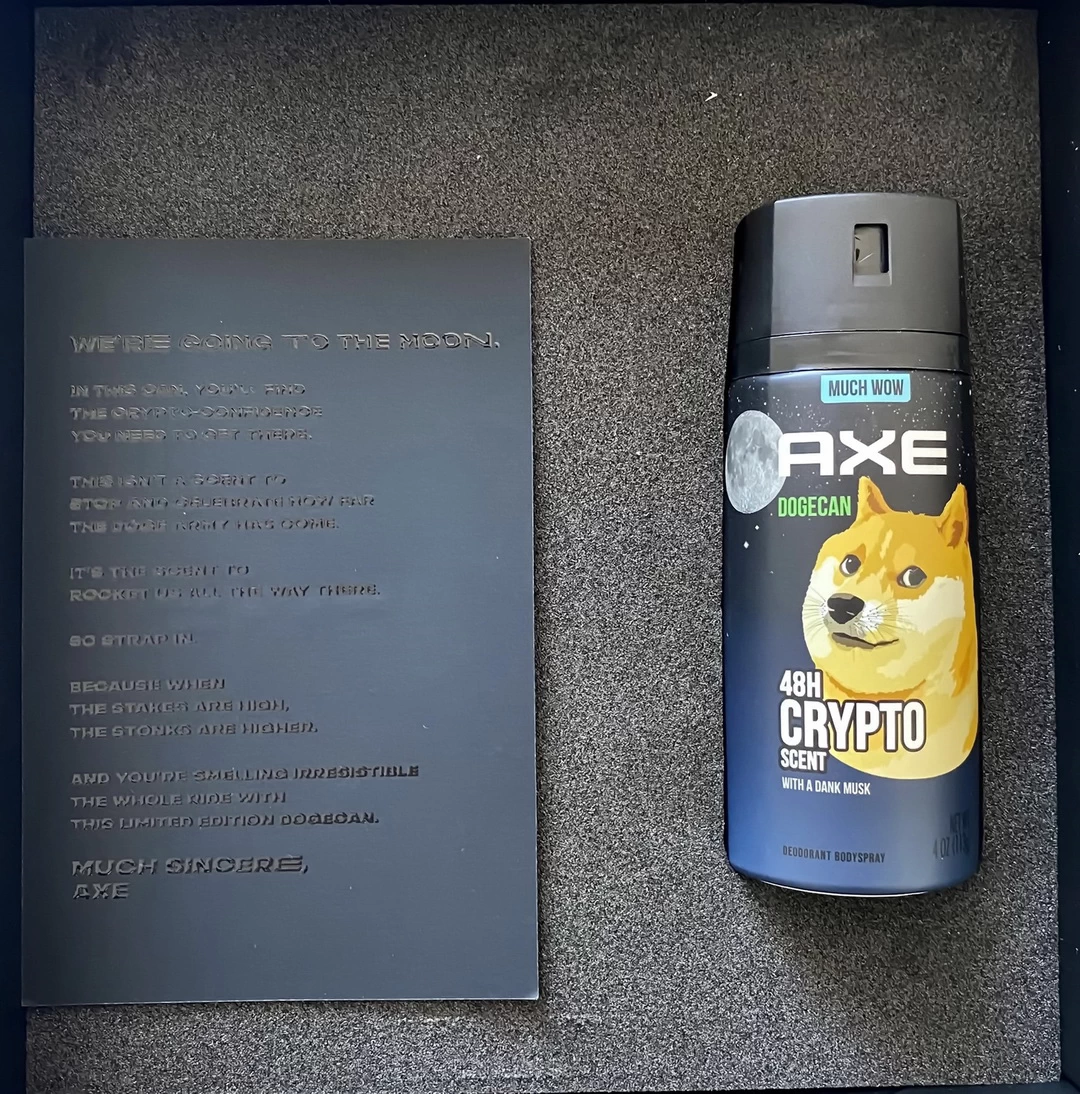 WE'RE GOING TO THE MOON.
IN THIS CAN, YOU'LL FIND
THE CRYPTO-CONFIDENCE
YOU NEED TO GET THERE.
THIS ISN'T A SCENT TO
STOP AND CELEBRATE HOW FAR
THE DOGE ARMY HAS COME.
IT'S THE SCENT TO
ROCKET US ALL THE WAY THERE.
SO STRAP IN.
BECAUSE WHEN
THE STAKES ARE HIGH,
THE STONKS ARE HIGHER.
AND YOU'RE SMELLING IRRESISTIBLE
THE WHOLE RIDE WITH
THIS LIMITED EDITION DOGECAN.
MUCH SINCERE,
AXE
MUCH WOW
AXE
DOGECAN
48H
CRYPTO
SCENT
WITH A DANK MUSK
DEODORANT BODYSPRAY
NET
4 OZ